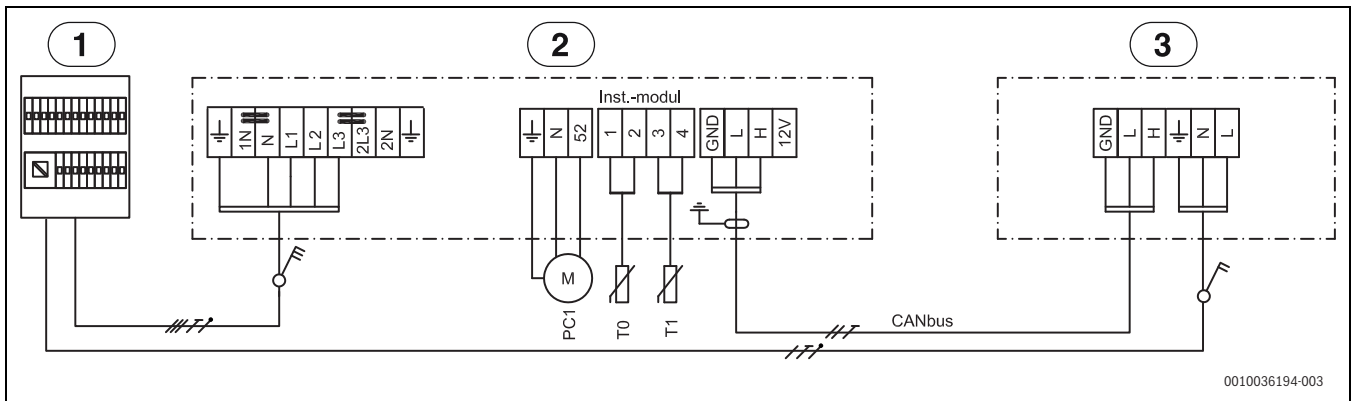 1
2
3
Inst.-modul
1N N L1 L2 L3 2L3 2N
N 52
1 2 3 4
GND L H 12V
GND L H N L
M
PC1
T0
T1
CANbus
0010036194-003